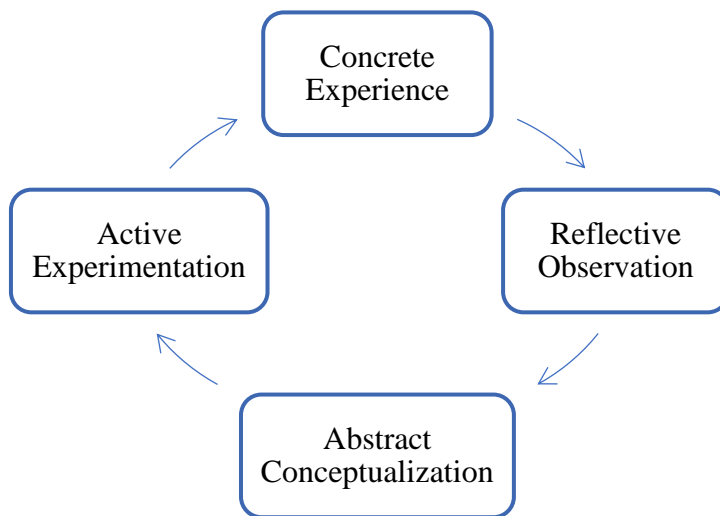 Concrete
Experience
Reflective
Observation
Abstract
Conceptualization
Active
Experimentation